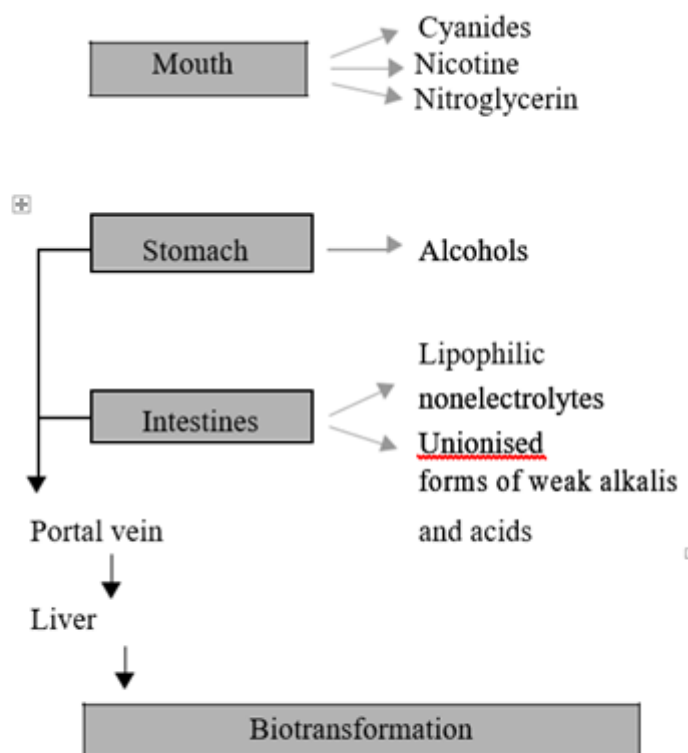 Mouth
Cyanides
Nicotine
Nitroglycerin
Stomach
Alcohols
Intestines
Lipophilic
nonelectrolytes
Unionised
forms of weak alkalis
and acids
Portal vein
Liver
Biotransformation